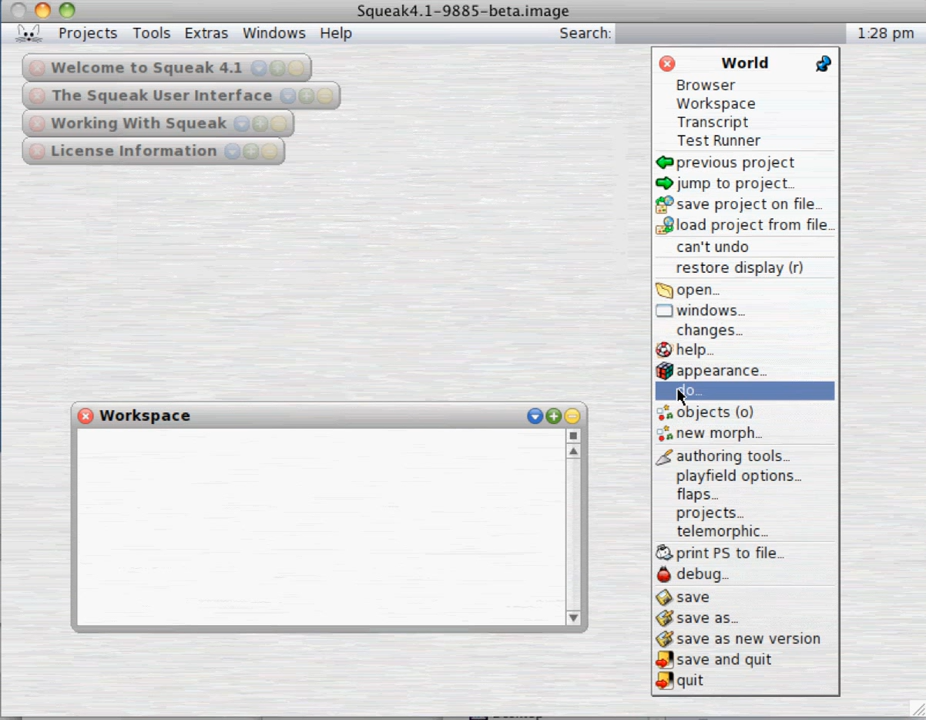 Squeak4.1-9885-beta.image
Projects Tools Extras Windows Help Search: 1:28 pm
Welcome to Squeak 4.1
The Squeak User Interface
Working With Squeak
License Information
Workspace
World
Browser
Workspace
Transcript
Test Runner
previous project
jump to project...
save project on file...
load project from file...
can't undo
restore display (r)
open...
windows...
changes...
help...
appearance...
do...
objects (o)
new morph...
authoring tools...
playfield options...
flaps...
projects...
telemorphic...
print PS to file...
debug...
save
save as...
save as new version
save and quit
quit